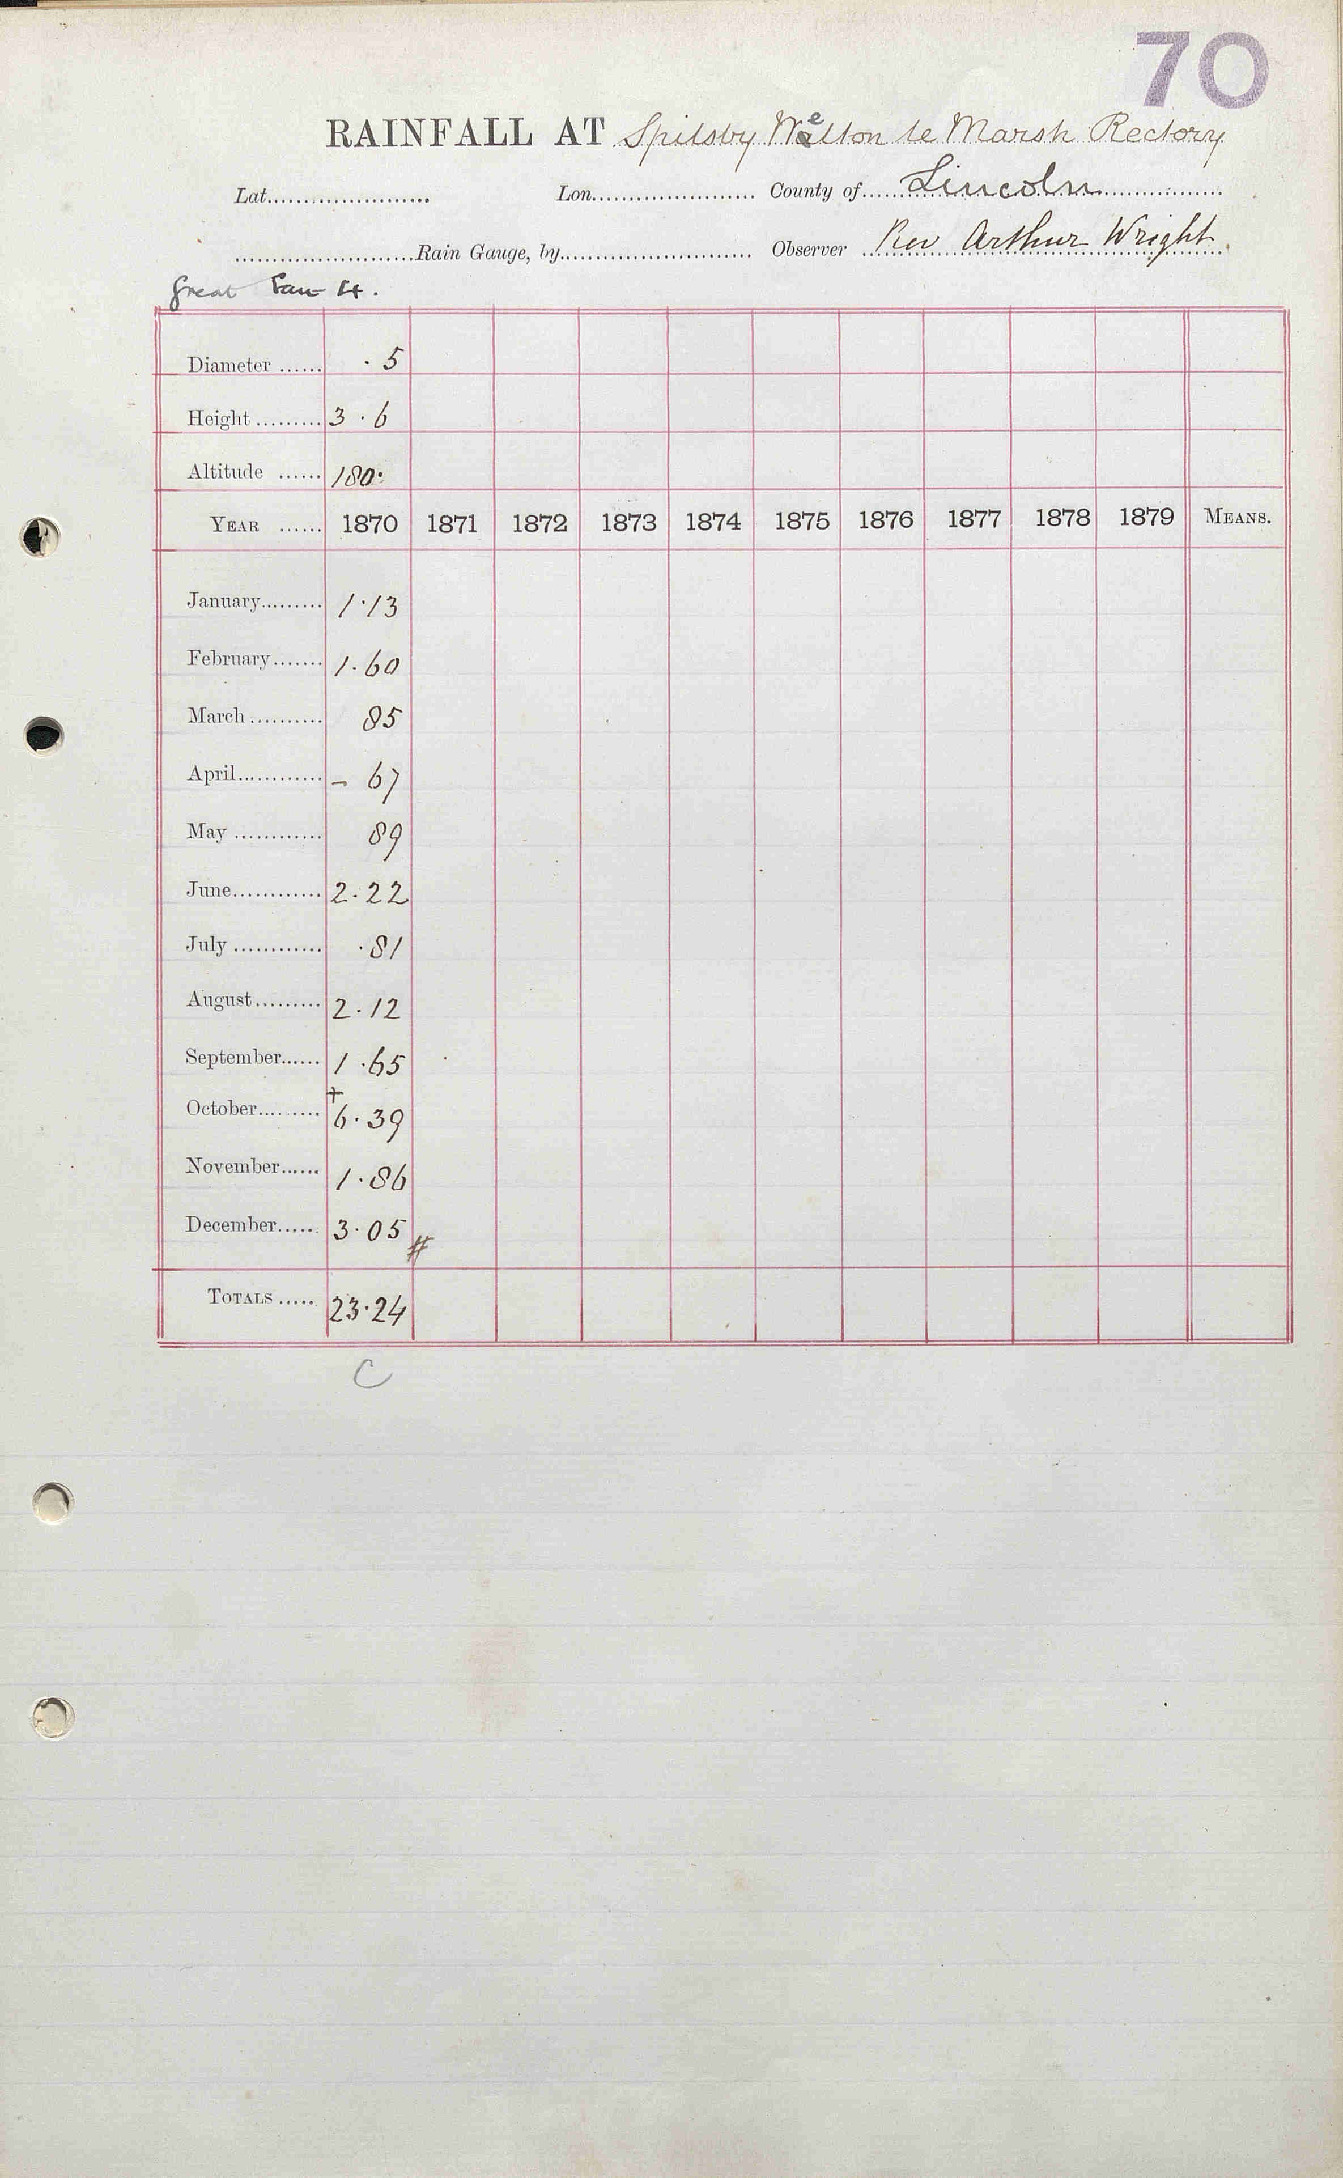 70
RAINFALL AT Spilsby Welton le Marsh Rectory
Lat...................... Lon...................... County of Lincoln
........................Rain Gauge, by......................... Observer Rev Arthur Wright
Great
Diameter ...... .5
Height ......... 3.6
Altitude ...... 180.
YEAR ...... 1870 1871 1872 1873 1874 1875 1876 1877 1878 1879 MEANS.
January......... 1.13
February....... 1.60
March .......... 85
April............ – 67
May ............ 89
June............ 2.22
July ............ .81
August......... 2.12
September...... 1.65
October......... +6.39
November...... 1.86
December..... 3.05 #
TOTALS ..... 23.24
C